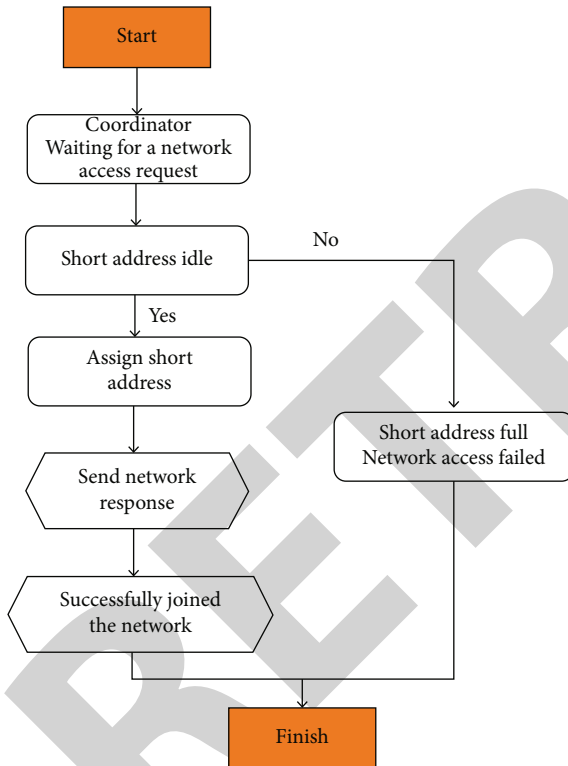 Start
Coordinator
Waiting for a network
access request
Short address idle
No
Yes
Assign short
address
Short address full
Network access failed
Send network
response
Successfully joined
the network
Finish